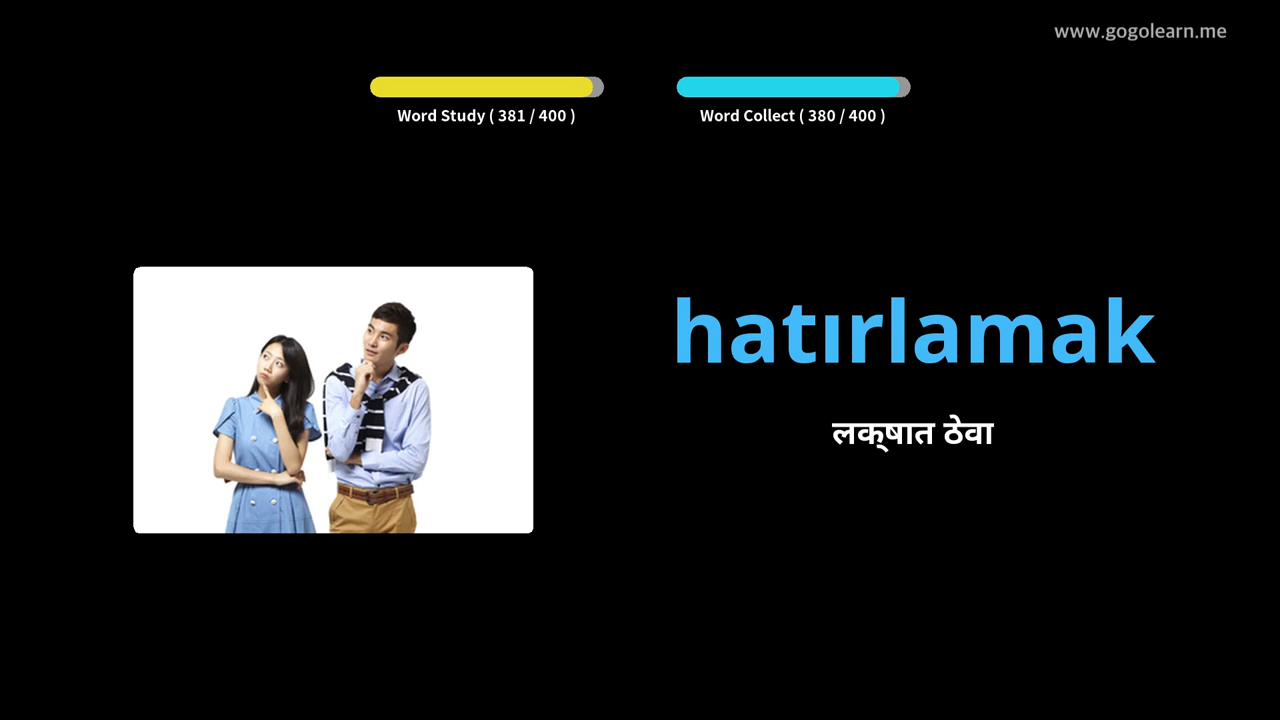 www.gogolearn.me
Word Study ( 381 / 400 )
Word Collect ( 380 / 400 )
hatırlamak
लक्षात ठेवा